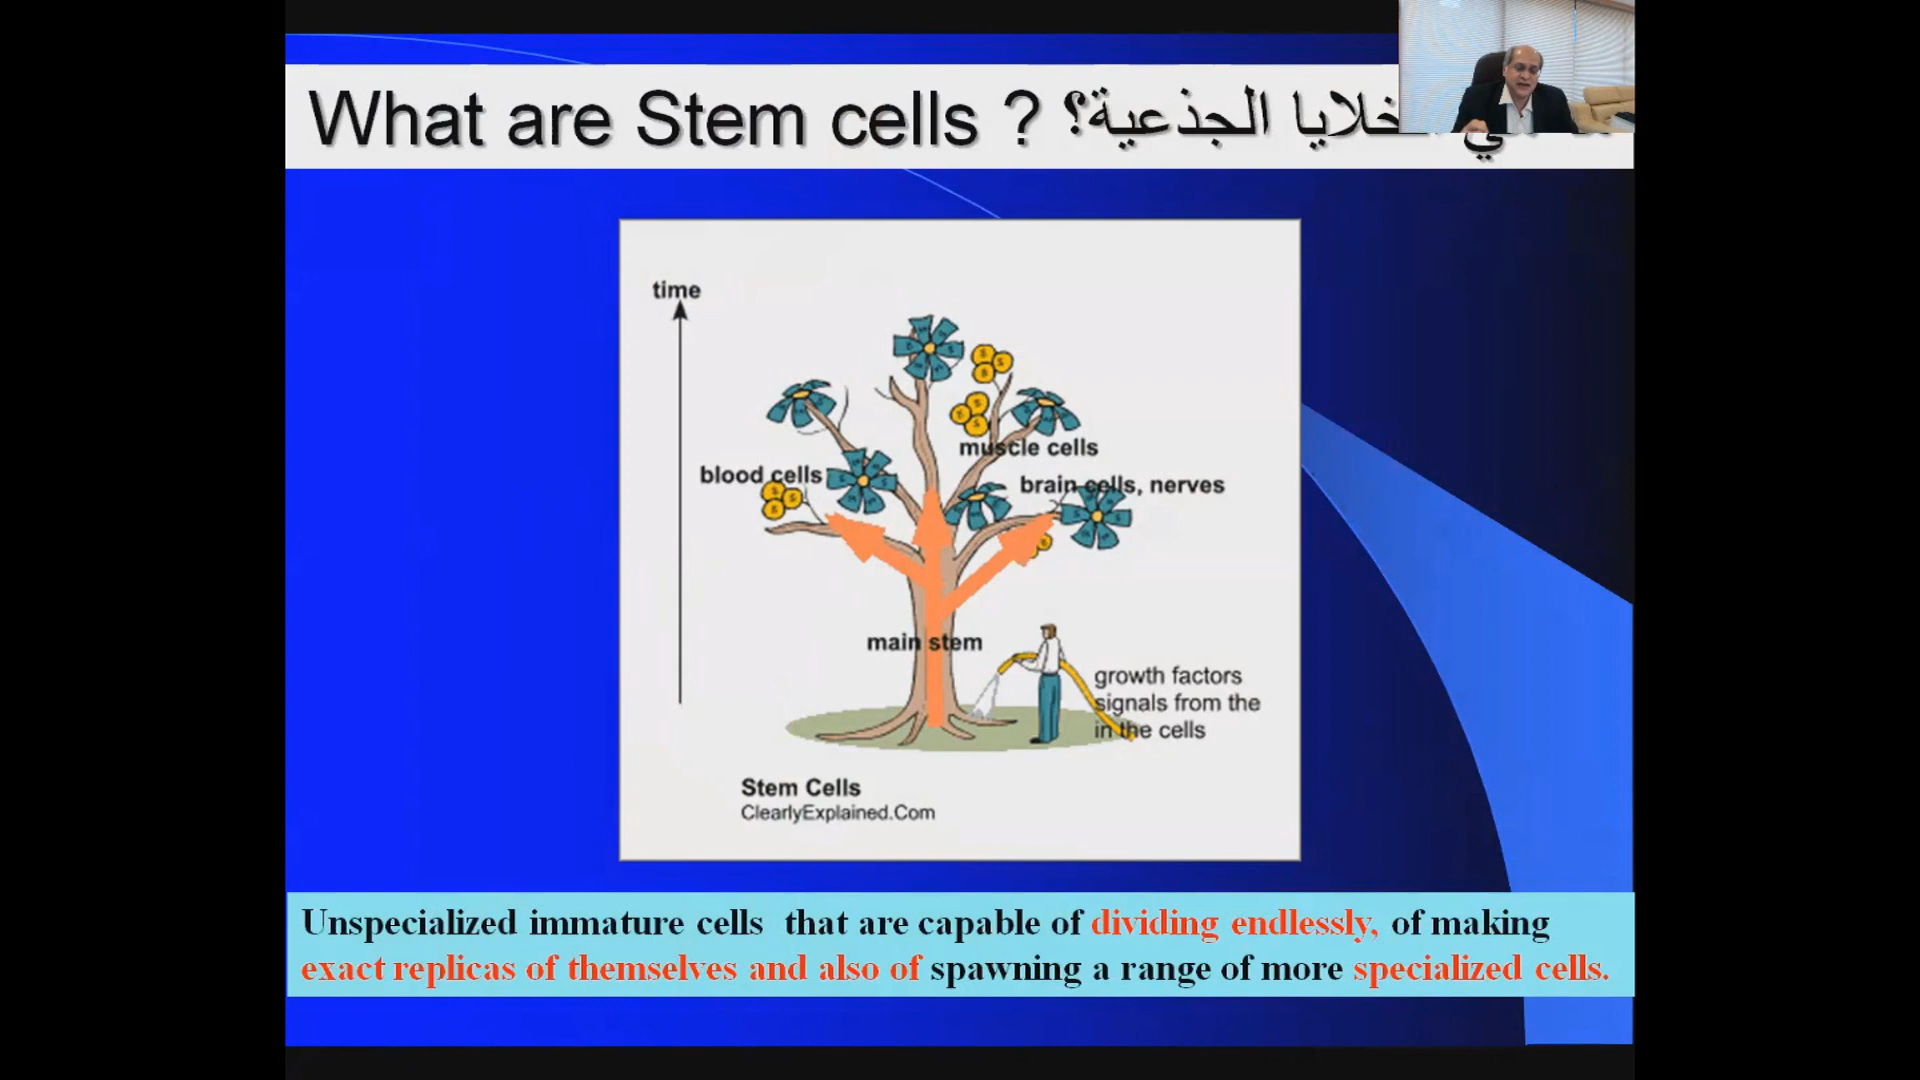 What are Stem cells ? الجذعية؟
time
muscle cells
blood cells
brain cells, nerves
main stem
growth factors
signals from the
in the cells
Stem Cells
ClearlyExplained.Com
Unspecialized immature cells that are capable of dividing endlessly, of making
exact replicas of themselves and also of spawning a range of more specialized cells.